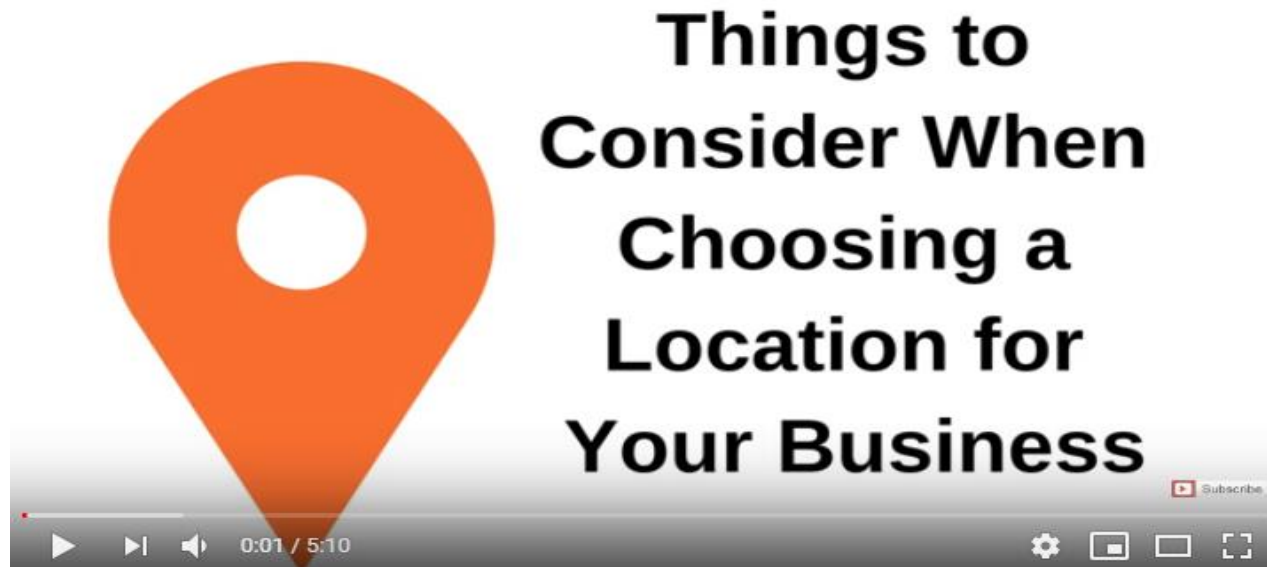 Things to
Consider When
Choosing a
Location for
Your Business
Subscribe
0:01 / 5:10